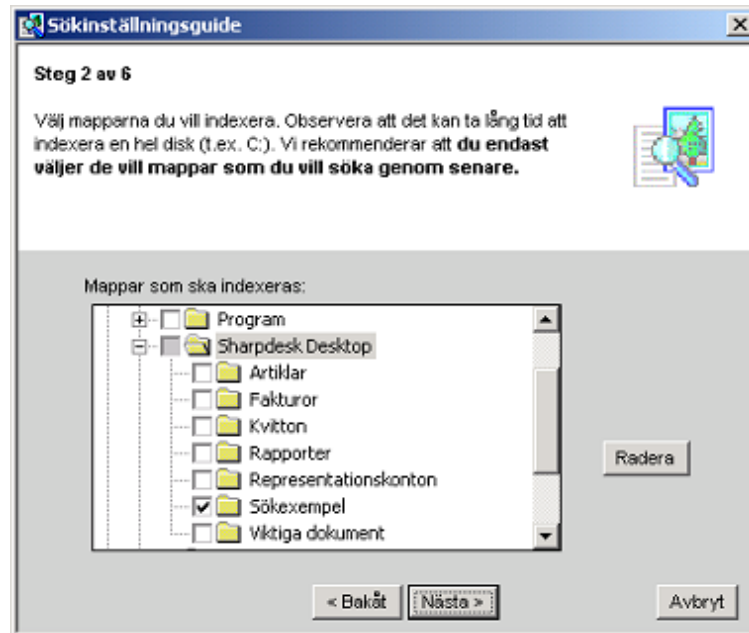 Sökinställningsguide
Steg 2 av 6
Välj mapparna du vill indexera. Observera att det kan ta lång tid att
indexera en hel disk (t.ex. C:). Vi rekommenderar att du endast
väljer de vill mappar som du vill söka genom senare.
Mappar som ska indexeras:
Program
Sharpdesk Desktop
Artiklar
Fakturor
Kvitton
Rapporter
Representationskonton
Sökexempel
Viktiga dokument
Radera
< Bakåt Nästa > Avbryt